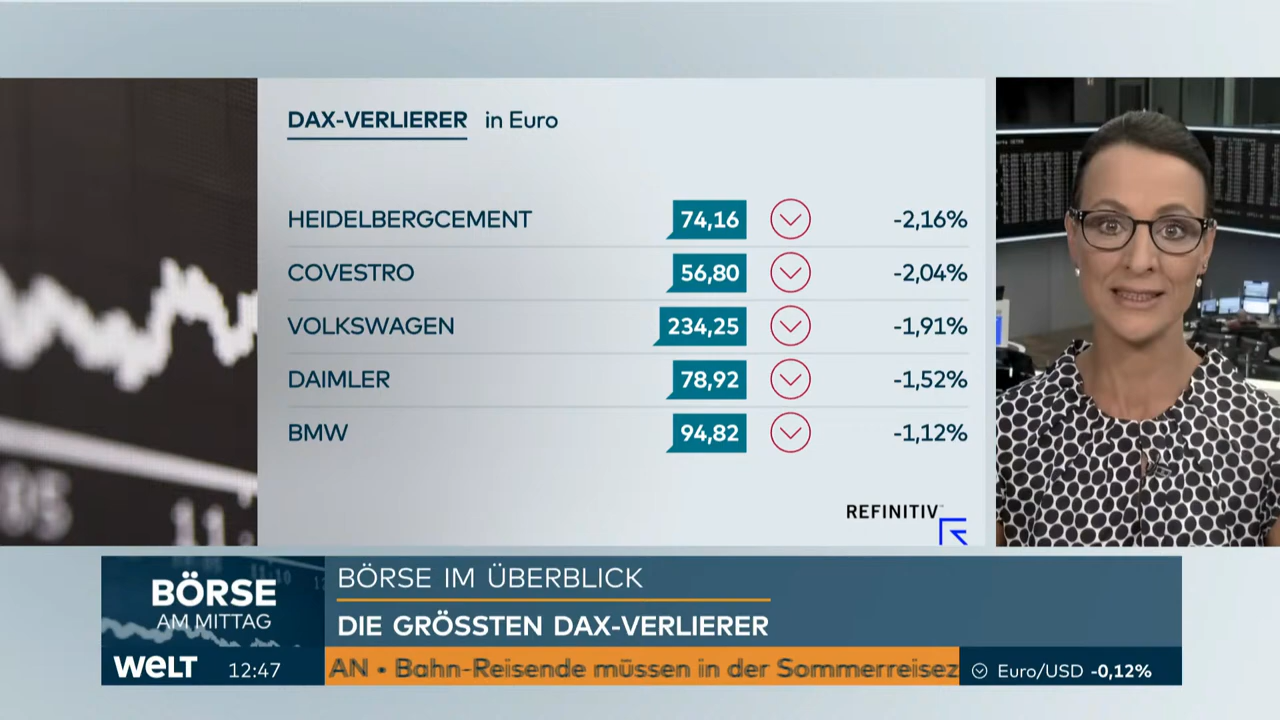 DAX-VERLIERER in Euro
HEIDELBERGCEMENT 74,16 -2,16%
COVESTRO 56,80 -2,04%
VOLKSWAGEN 234,25 -1,91%
DAIMLER 78,92 -1,52%
BMW 94,82 -1,12%
REFINITIV™
BÖRSE
AM MITTAG
BÖRSE IM ÜBERBLICK
DIE GRÖSSTEN DAX-VERLIERER
welt 12:47 AN • Bahn-Reisende müssen in der Sommerreisez Euro/USD -0,12%